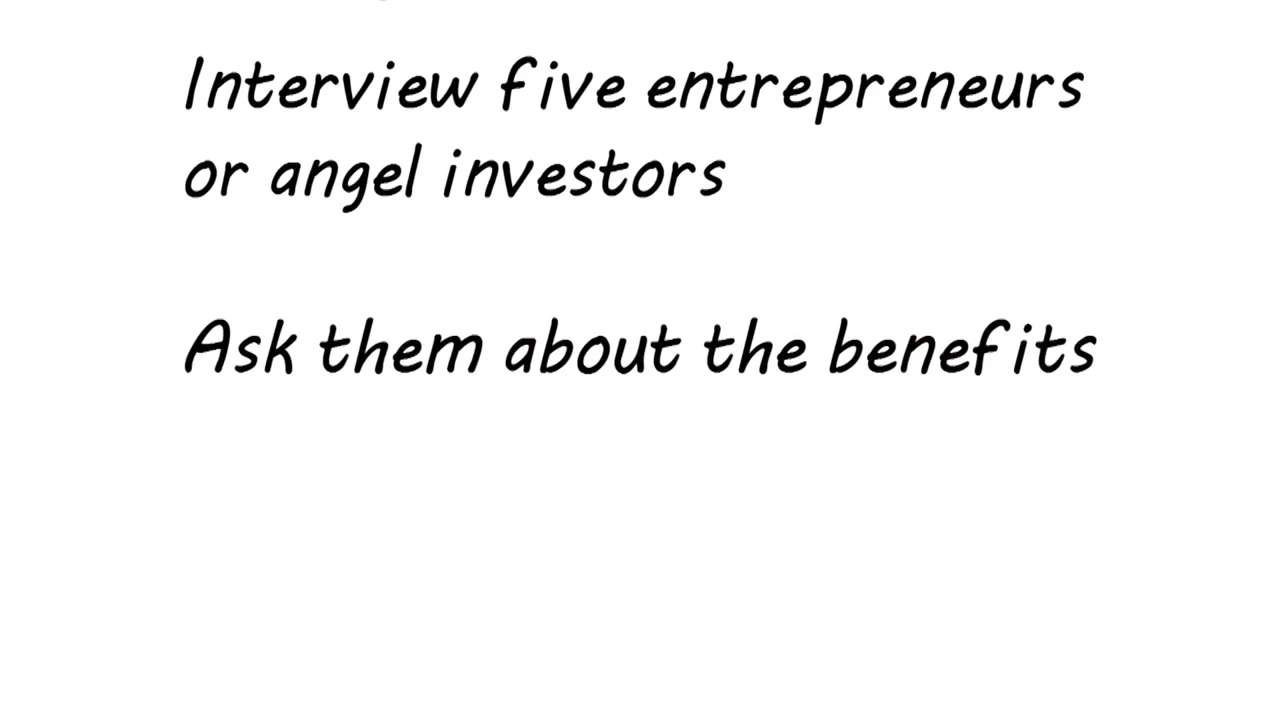 Interview five entrepreneurs
or angel investors
Ask them about the benefits